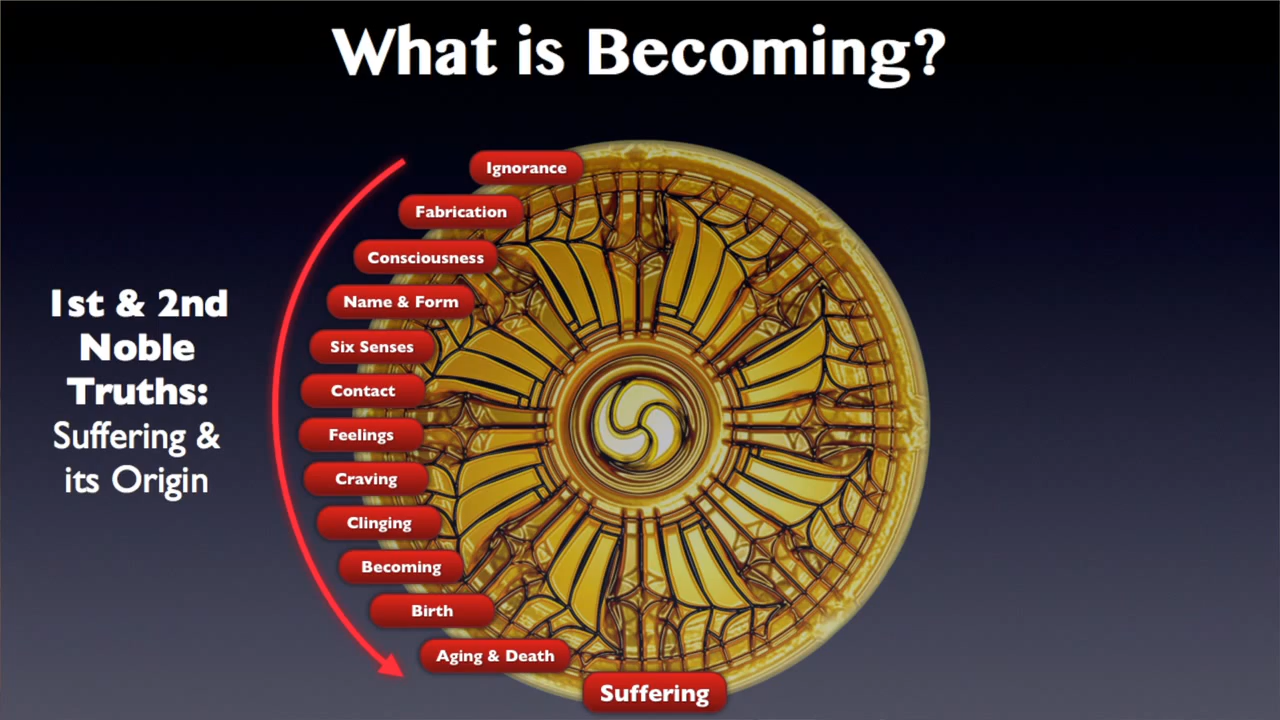 What is Becoming?
Ignorance
Fabrication
Consciousness
Name & Form
Six Senses
Contact
Feelings
Craving
Clinging
Becoming
Birth
Aging & Death
Suffering
1st & 2nd
Noble
Truths:
Suffering &
its Origin